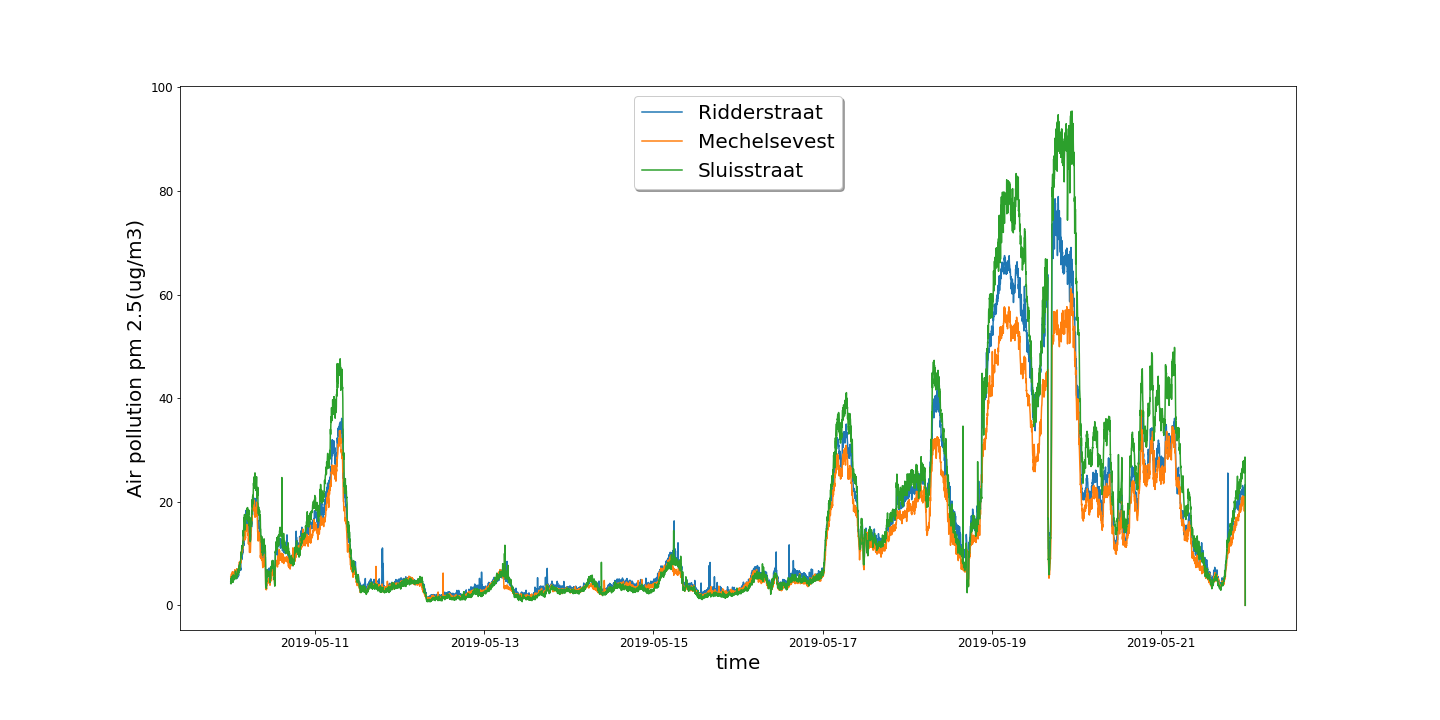 Air pollution pm 2.5(ug/m3)
100
80
60
40
20
0
Ridderstraat
Mechelsevest
Sluisstraat
2019-05-11 2019-05-13 2019-05-15 2019-05-17 2019-05-19 2019-05-21
time